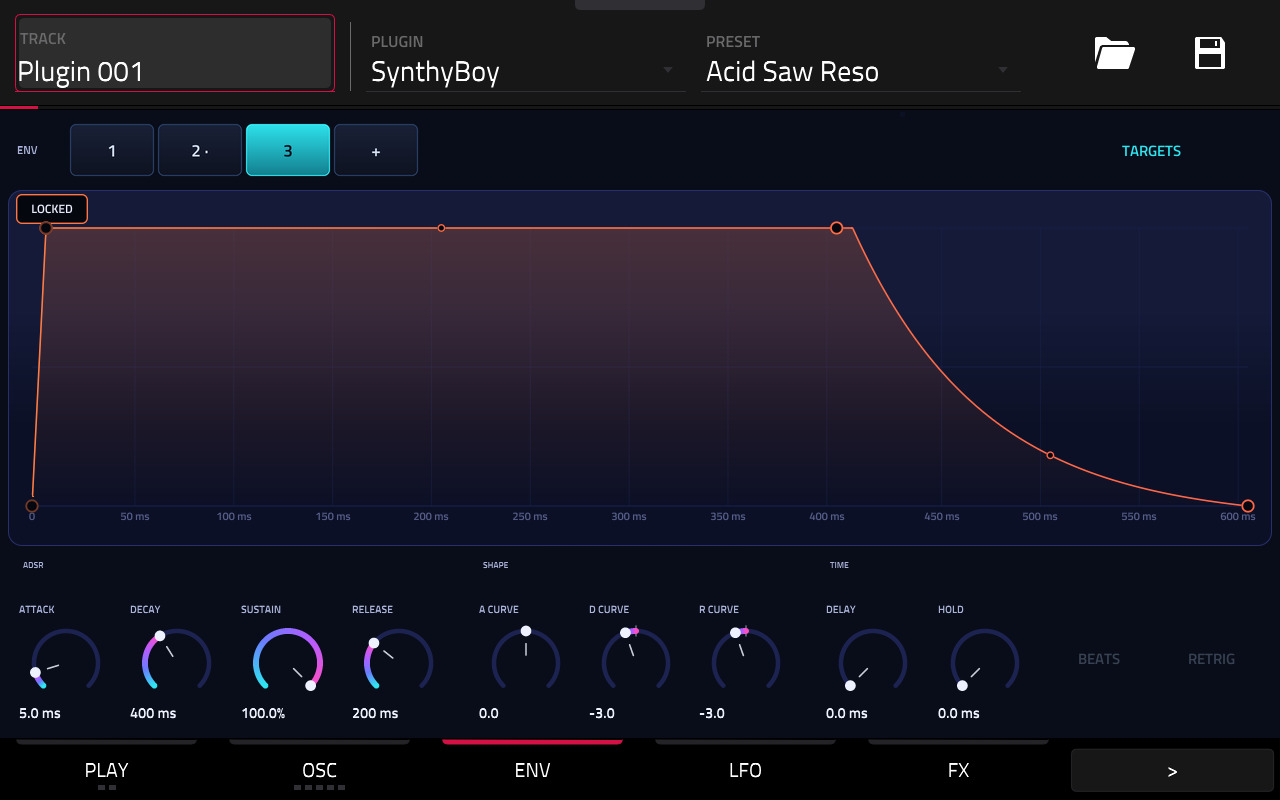 TRACK
Plugin 001
PLUGIN
SynthyBoy
PRESET
Acid Saw Reso
ENV
1
2 ·
3
+
TARGETS
LOCKED
0
50 ms
100 ms
150 ms
200 ms
250 ms
300 ms
350 ms
400 ms
450 ms
500 ms
550 ms
600 ms
ADSR
SHAPE
TIME
ATTACK
DECAY
SUSTAIN
RELEASE
A CURVE
D CURVE
R CURVE
DELAY
HOLD
BEATS
RETRIG
5.0 ms
400 ms
100.0%
200 ms
0.0
-3.0
-3.0
0.0 ms
0.0 ms
PLAY
OSC
ENV
LFO
FX
>